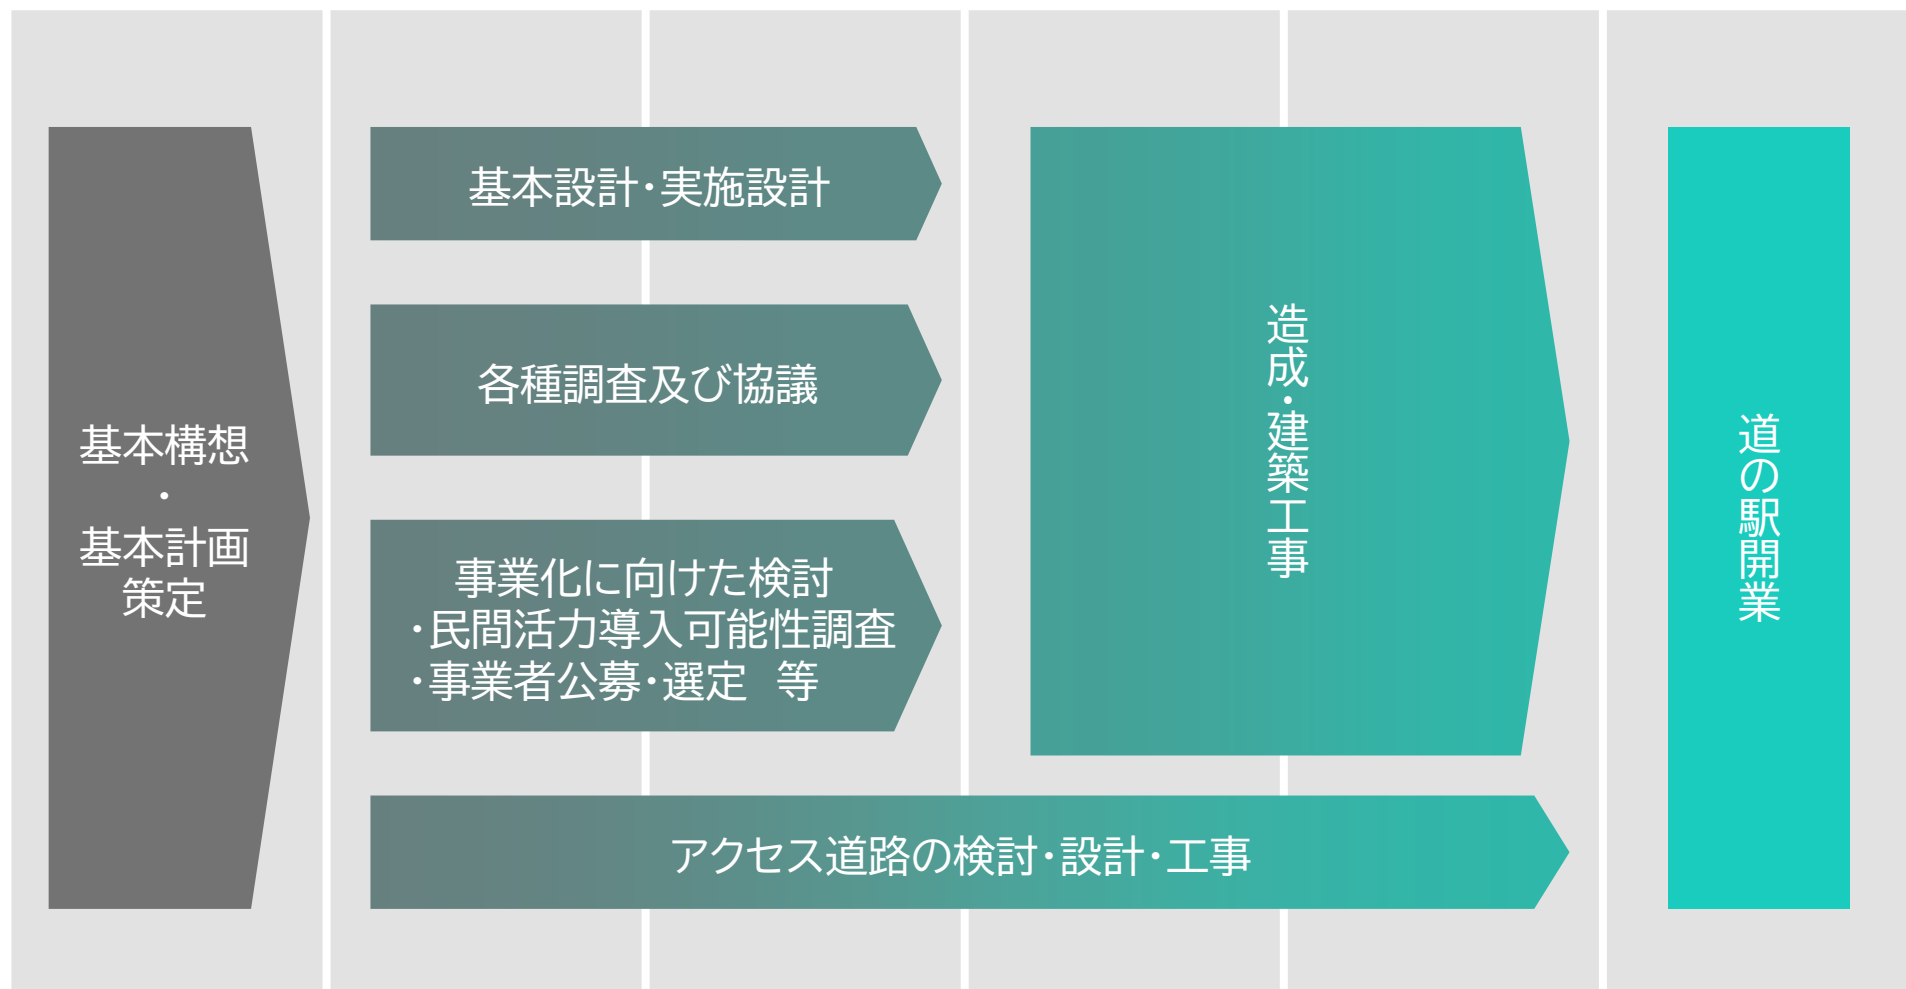 基本構想
・
基本計画
策定
基本設計・実施設計
各種調査及び協議
事業化に向けた検討
・民間活力導入可能性調査
・事業者公募・選定　等
アクセス道路の検討・設計・工事
造成・建築工事
道の駅開業